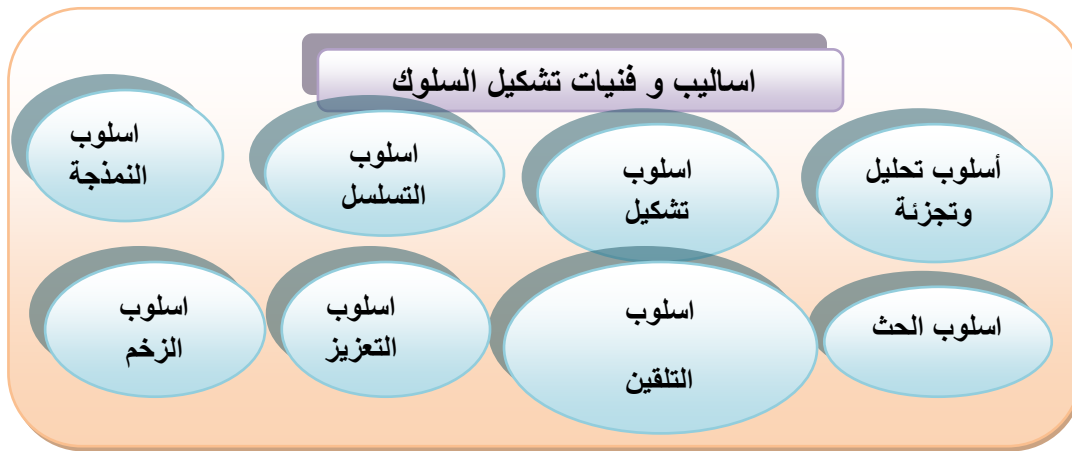 اساليب و فنيات تشكيل السلوك
أسلوب تحليل
وتجزئة
اسلوب
تشكيل
اسلوب
التسلسل
اسلوب
النمذجة
اسلوب الحث
اسلوب
التلقين
اسلوب
التعزيز
اسلوب
الزخم